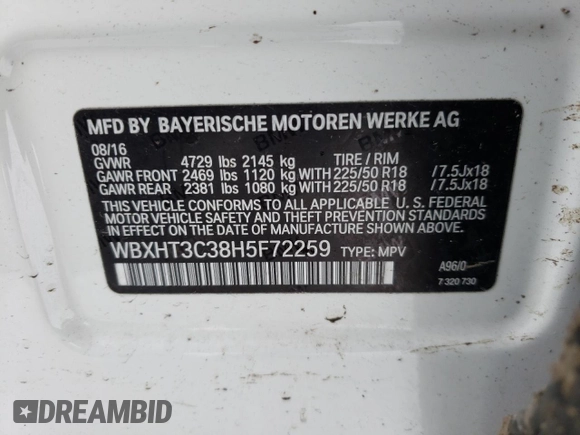 MFD BY BAYERISCHE MOTOREN WERKE AG
08/16
GVWR 4729 lbs 2145 kg TIRE / RIM
GAWR FRONT 2469 lbs 1120 kg WITH 225/50 R18 /7.5Jx18
GAWR REAR 2381 lbs 1080 kg WITH 225/50 R18 /7.5Jx18
THIS VEHICLE CONFORMS TO ALL APPLICABLE U. S. FEDERAL
MOTOR VEHICLE SAFETY AND THEFT PREVENTION STANDARDS
IN EFFECT ON THE DATE OF MANUFACTURE SHOWN ABOVE.
WBXHT3C38H5F72259 TYPE: MPV
A96/0
7 320 730
DREAMBID